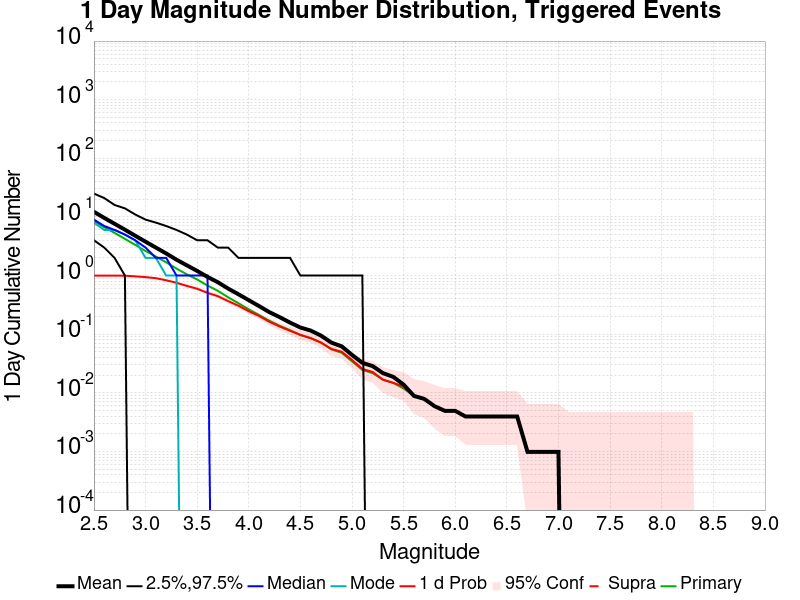 1 Day Magnitude Number Distribution, Triggered Events
10 4
10 3
10 2
10 1
10 0
10 -1
10 -2
10 -3
10 -4
1 Day Cumulative Number
2.5 3.0 3.5 4.0 4.5 5.0 5.5 6.0 6.5 7.0 7.5 8.0 8.5 9.0
Magnitude
Mean 2.5%,97.5% Median Mode 1 d Prob 95% Conf Supra Primary